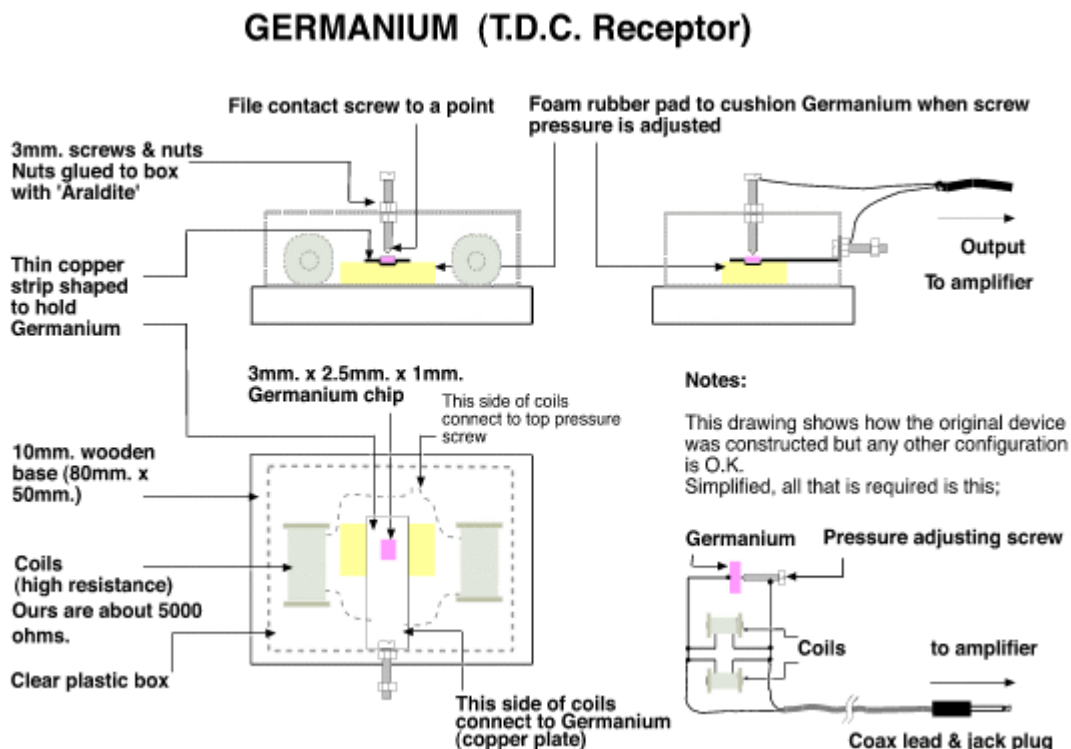 GERMANIUM (T.D.C. Receptor)
File contact screw to a point
Foam rubber pad to cushion Germanium when screw
pressure is adjusted
3mm. screws & nuts
Nuts glued to box
with 'Araldite'
Thin copper
strip shaped
to hold
Germanium
Output
To amplifier
3mm. x 2.5mm. x 1mm.
Germanium chip
This side of coils
connect to top pressure
screw
10mm. wooden
base (80mm. x
50mm.)
Coils
(high resistance)
Ours are about 5000
ohms.
Clear plastic box
This side of coils
connect to Germanium
(copper plate)
Notes:
This drawing shows how the original device
was constructed but any other configuration
is O.K.
Simplified, all that is required is this;
Germanium
Pressure adjusting screw
Coils
to amplifier
Coax lead & jack plug